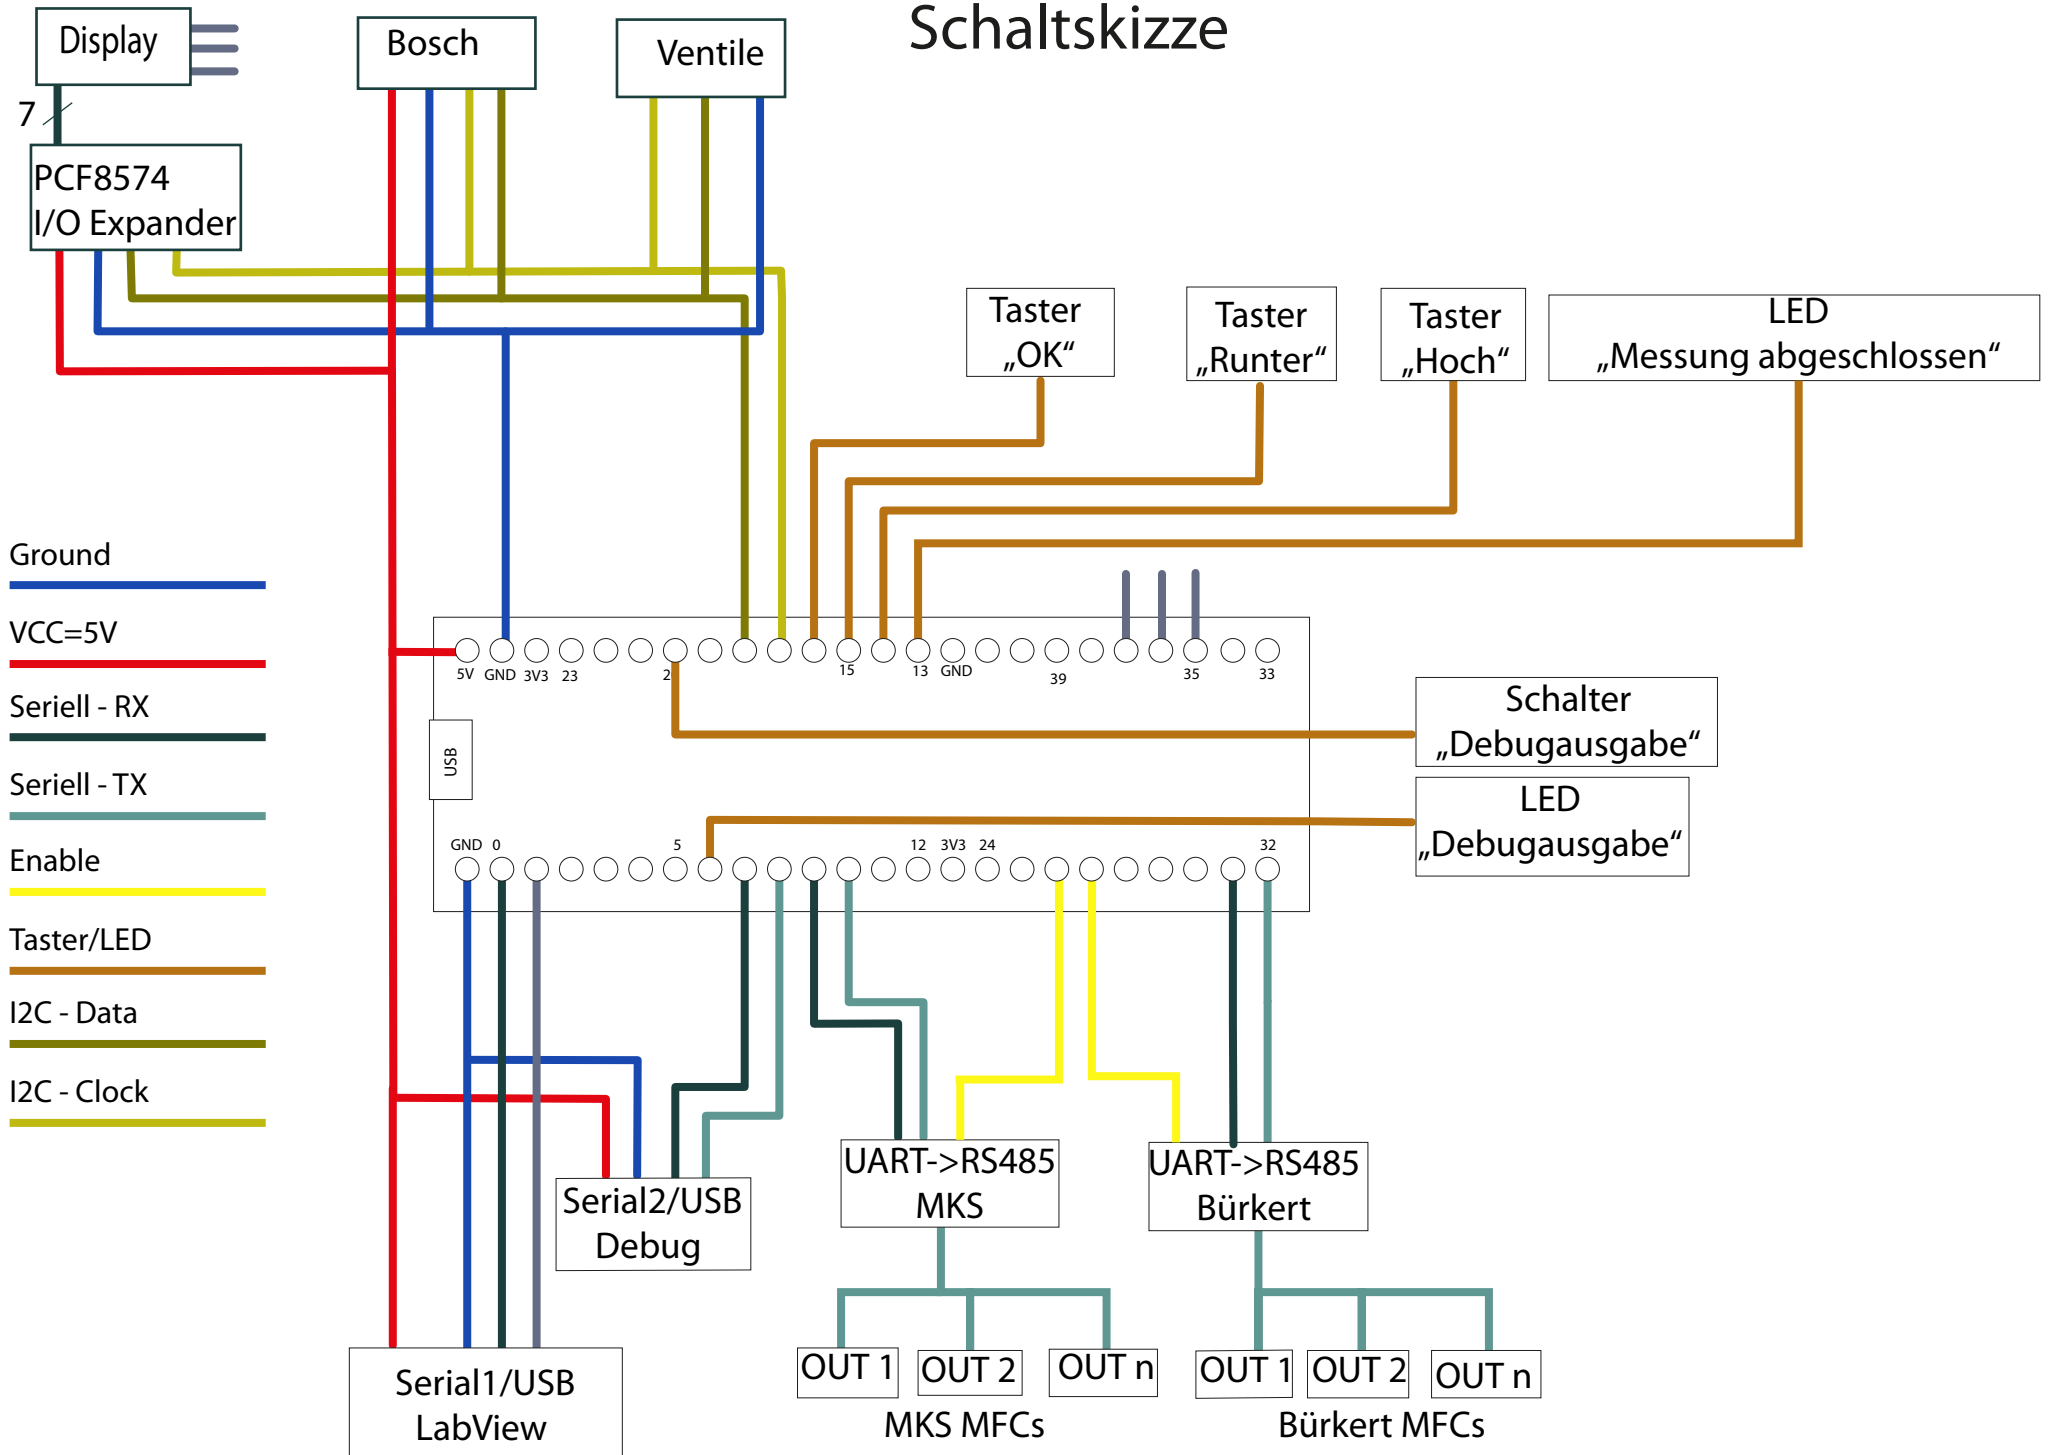 Schaltskizze
Display
Bosch
Ventile
7
PCF8574
I/O Expander
Taster
„OK“
Taster
„Runter“
Taster
„Hoch“
LED
„Messung abgeschlossen“
Ground
VCC=5V
Seriell - RX
Seriell - TX
Enable
Taster/LED
I2C - Data
I2C - Clock
5V GND 3V3 23 2 15 13 GND 39 35 33
USB
Schalter
„Debugausgabe“
LED
„Debugausgabe“
GND 0 5 12 3V3 24 32
Serial2/USB
Debug
UART->RS485
MKS
UART->RS485
Bürkert
OUT 1
OUT 2
OUT n
MKS MFCs
OUT 1
OUT 2
OUT n
Bürkert MFCs
Serial1/USB
LabView